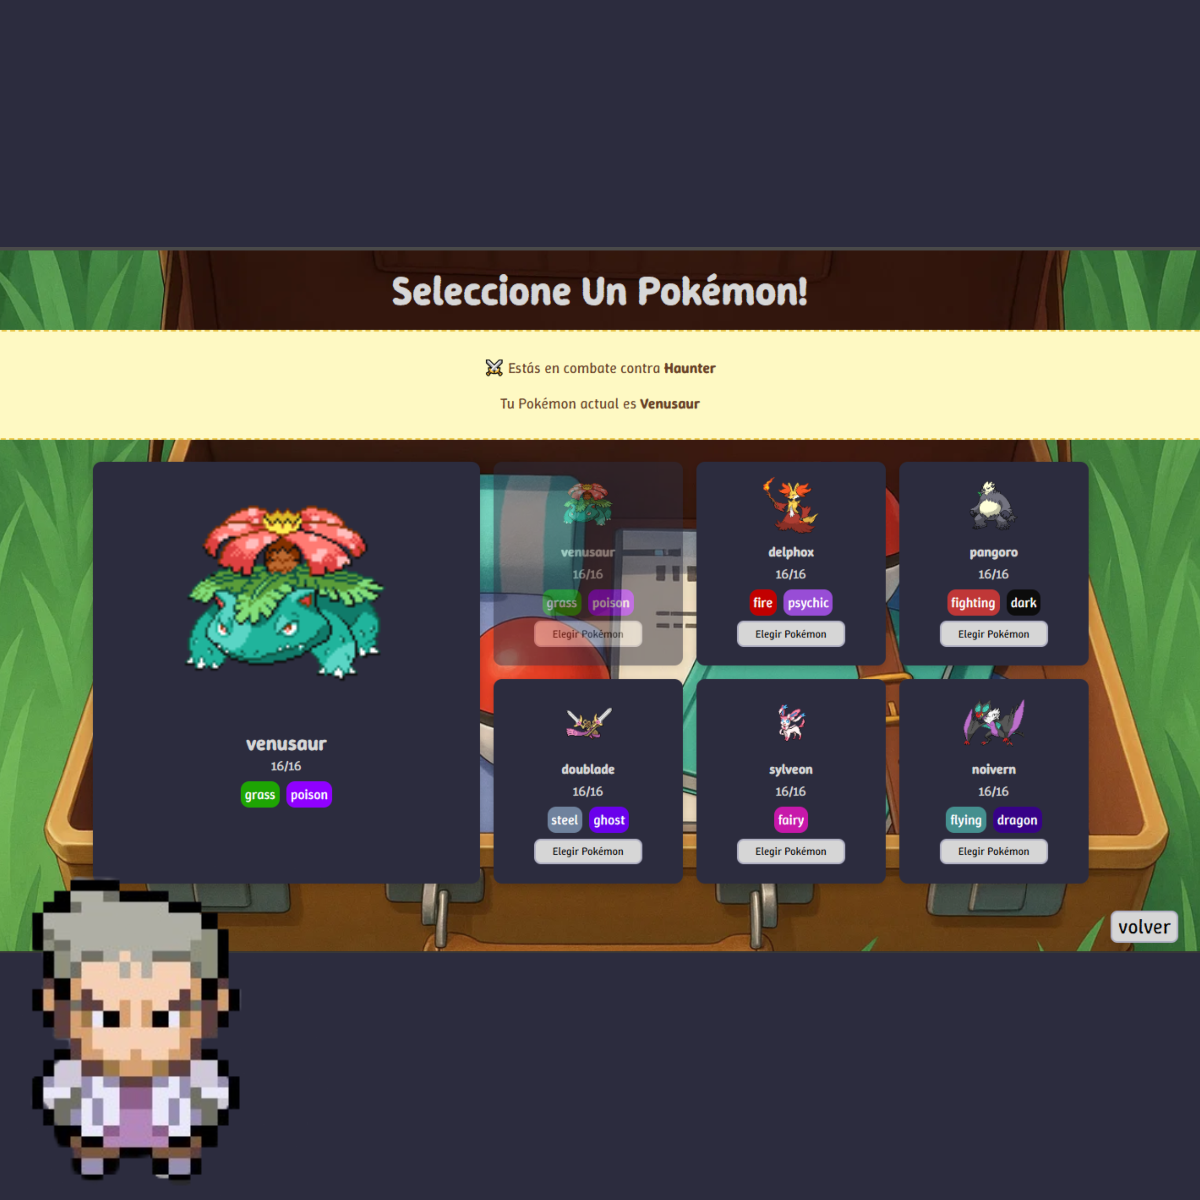 Seleccione Un Pokémon!
Estás en combate contra Haunter
Tu Pokémon actual es Venusaur
venusaur
16/16
grass poison
venusaur
16/16
grass poison
Elegir Pokémon
delphox
16/16
fire psychic
Elegir Pokémon
pangoro
16/16
fighting dark
Elegir Pokémon
doublade
16/16
steel ghost
Elegir Pokémon
sylveon
16/16
fairy
Elegir Pokémon
noivern
16/16
flying dragon
Elegir Pokémon
volver